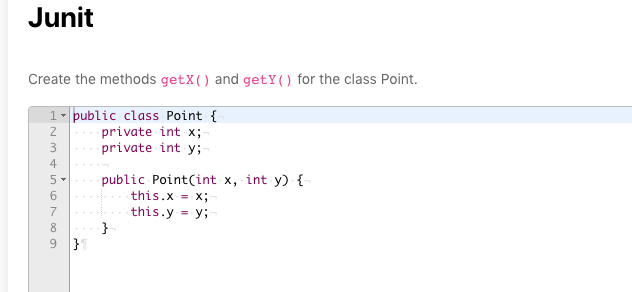 Junit
Create the methods getX() and getY() for the class Point.
1 public class Point {
2     private int x;
3     private int y;
4
5     public Point(int x, int y) {
6         this.x = x;
7         this.y = y;
8     }
9 }